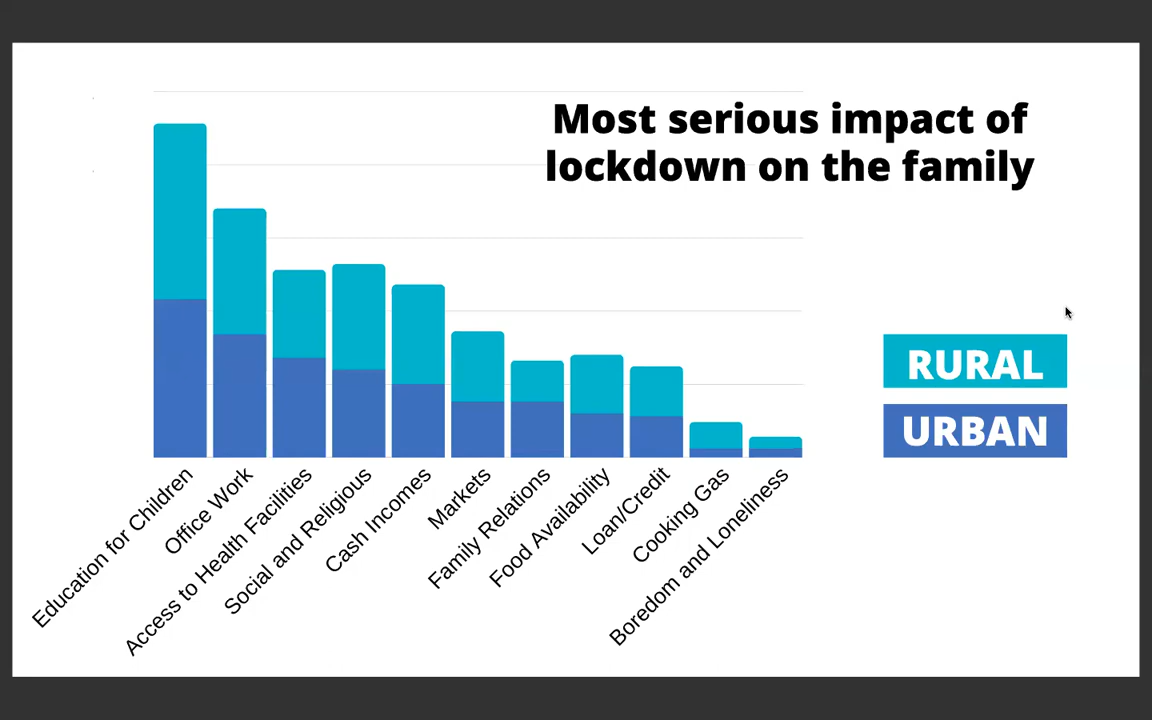 Most serious impact of
lockdown on the family
RURAL
URBAN
Education for Children
Office Work
Access to Health Facilities
Social and Religious
Cash Incomes
Markets
Family Relations
Food Availability
Loan/Credit
Cooking Gas
Boredom and Loneliness